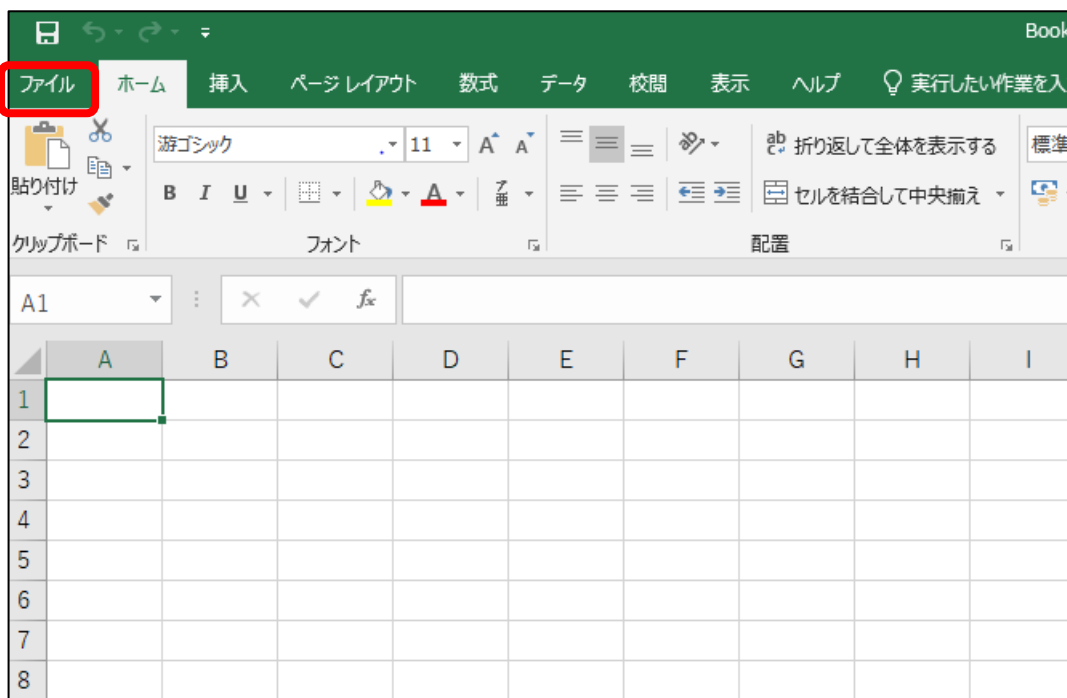 Book
ファイル ホーム 挿入 ページ レイアウト 数式 データ 校閲 表示 ヘルプ 実行したい作業を入
游ゴシック 11 A A ab 折り返して全体を表示する 標準
貼り付け B I U A ア亜 セルを結合して中央揃え
クリップボード フォント 配置
A1 fx
A B C D E F G H I
1
2
3
4
5
6
7
8